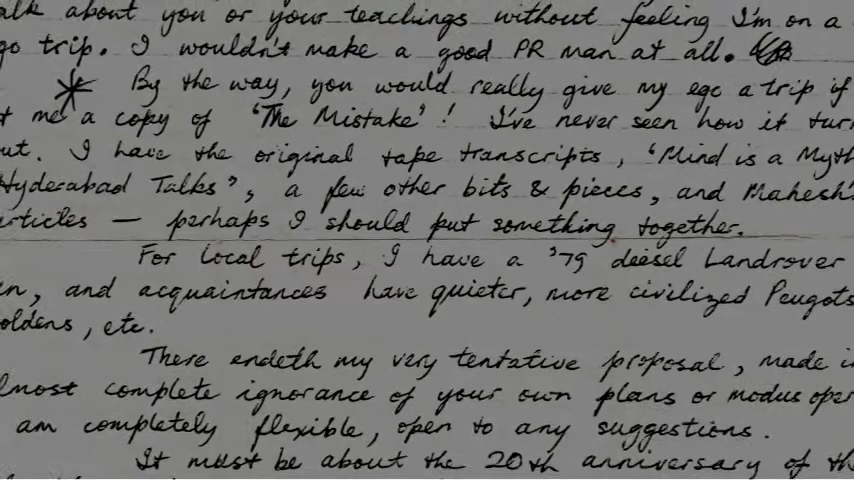 alk about you or your teachings without feeling I'm on a
go trip. I wouldn't make a good PR man at all.
* By the way, you would really give my ego a trip if
t me a copy of 'The Mistake'! I've never seen how it turn
ut. I have the original tape transcripts, 'Mind is a Myth
Hyderabad Talks', a few other bits & pieces, and Mahesh's
rticles — perhaps I should put something together.
For local trips, I have a '79 diesel Landrover
n, and acquaintances have quieter, more civilized Peugots
oldens, etc.
There endeth my very tentative proposal, made in
lmost complete ignorance of your own plans or modus oper
am completely flexible, open to any suggestions.
It must be about the 20th anniversary of th